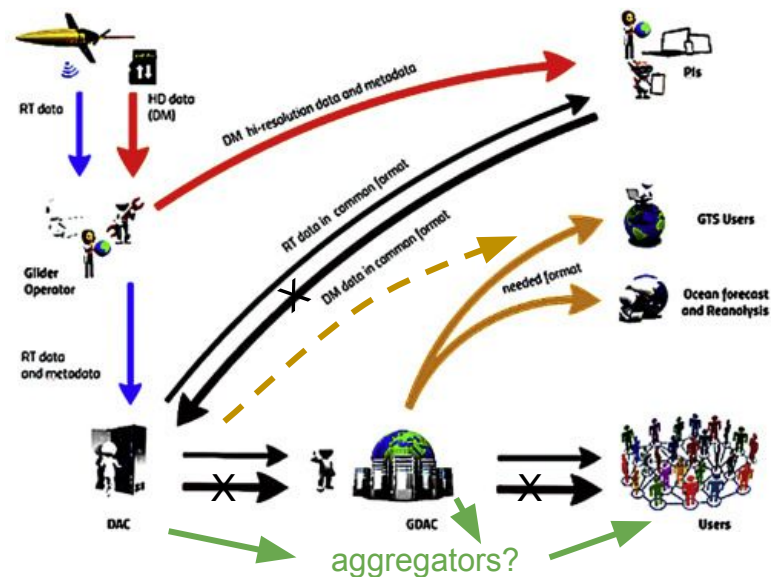 RT data
HD data
(DM)
DM hi-resolution data and metadata
PIs
RT data in common format
DM data in common format
Glider
Operator
GTS Users
needed format
Ocean forecast
and Reanalysis
RT data
and metodata
X
X
X
DAC
GDAC
Users
aggregators?